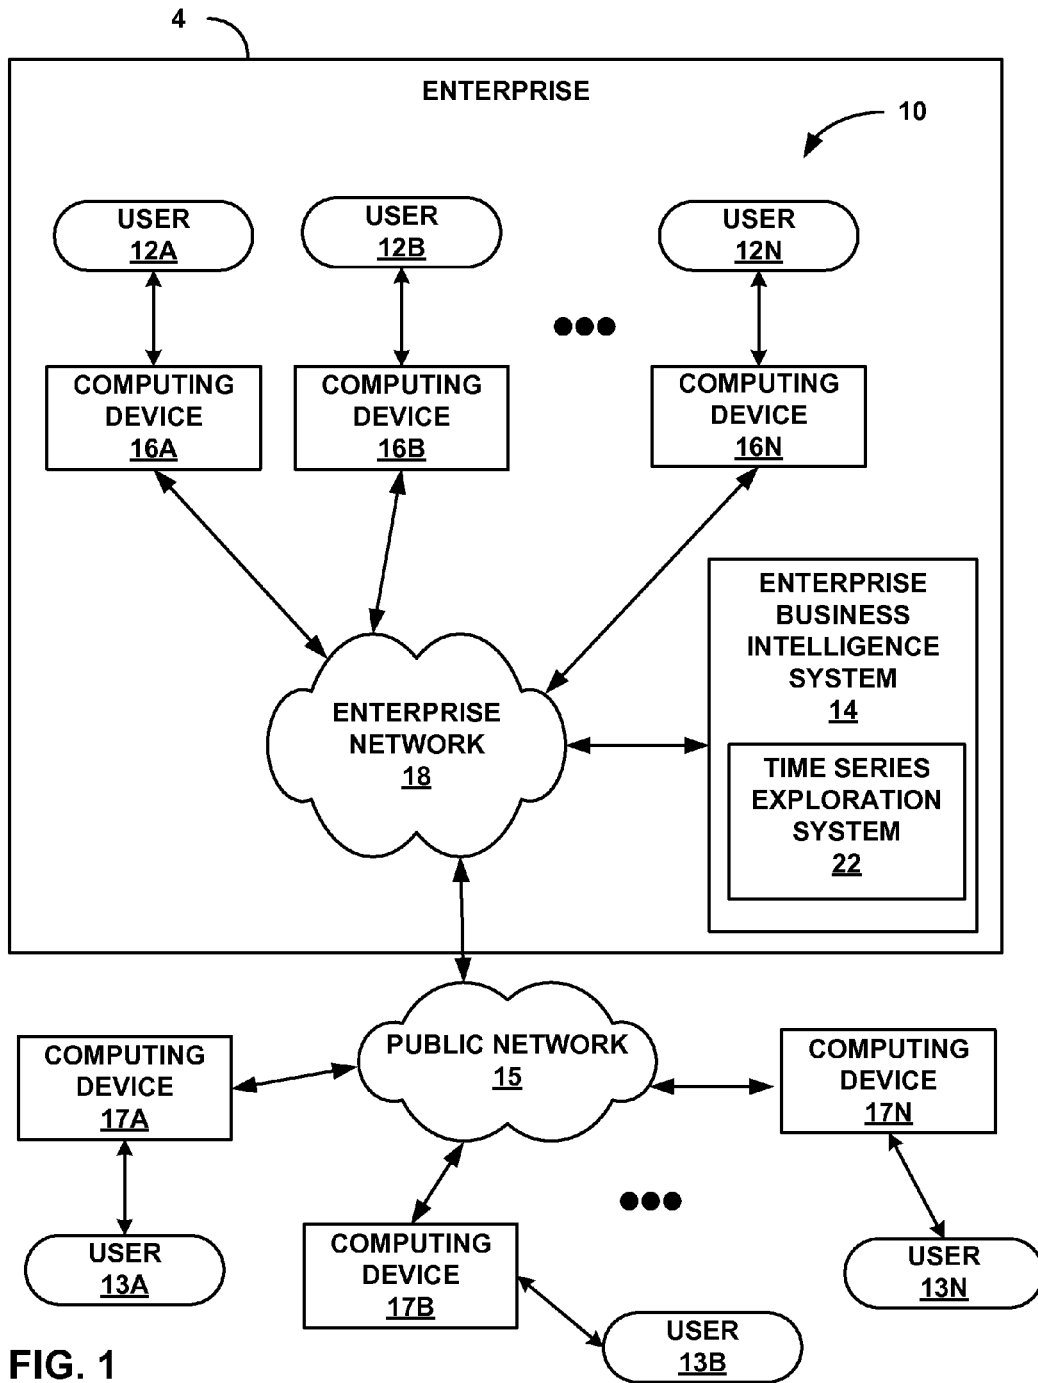 4
ENTERPRISE
10
USER
12A
USER
12B
USER
12N
COMPUTING
DEVICE
16A
COMPUTING
DEVICE
16B
COMPUTING
DEVICE
16N
ENTERPRISE
BUSINESS
INTELLIGENCE
SYSTEM
14
ENTERPRISE
NETWORK
18
TIME SERIES
EXPLORATION
SYSTEM
22
PUBLIC NETWORK
15
COMPUTING
DEVICE
17A
COMPUTING
DEVICE
17N
USER
13A
COMPUTING
DEVICE
17B
USER
13N
USER
13B
FIG. 1